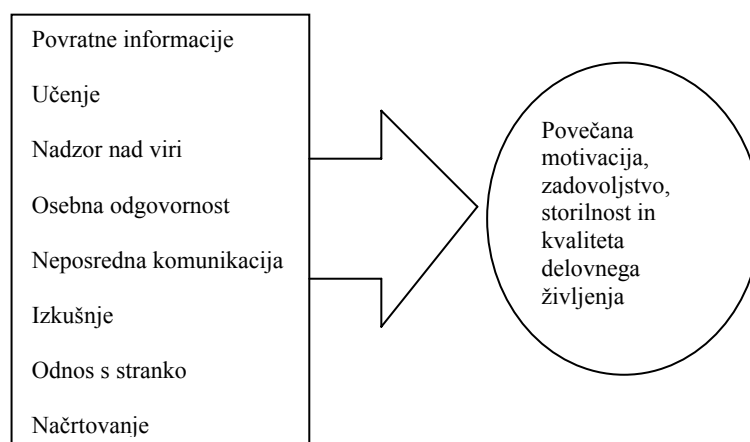 Povratne informacije
Učenje
Nadzor nad viri
Osebna odgovornost
Neposredna komunikacija
Izkušnje
Odnos s stranko
Načrtovanje
Povečana
motivacija,
zadovoljstvo,
storilnost in
kvaliteta
delovnega
življenja